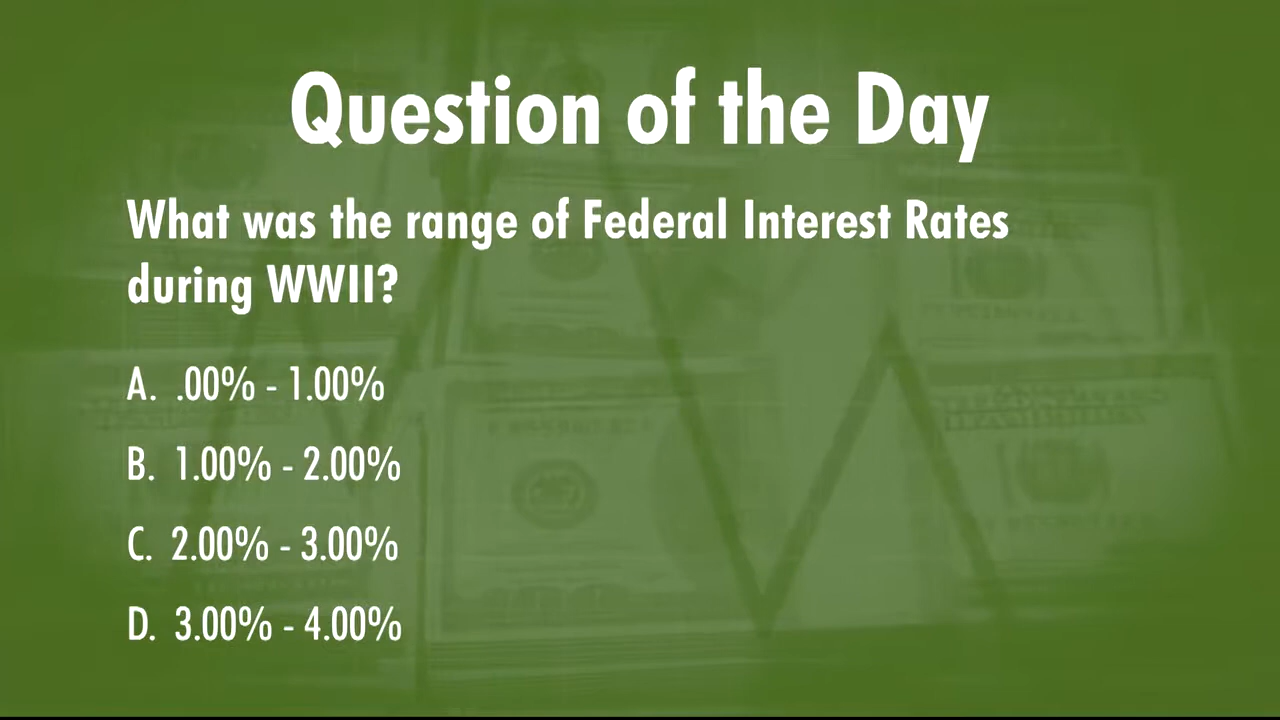 Question of the Day
What was the range of Federal Interest Rates
during WWII?
A. .00% - 1.00%
B. 1.00% - 2.00%
C. 2.00% - 3.00%
D. 3.00% - 4.00%